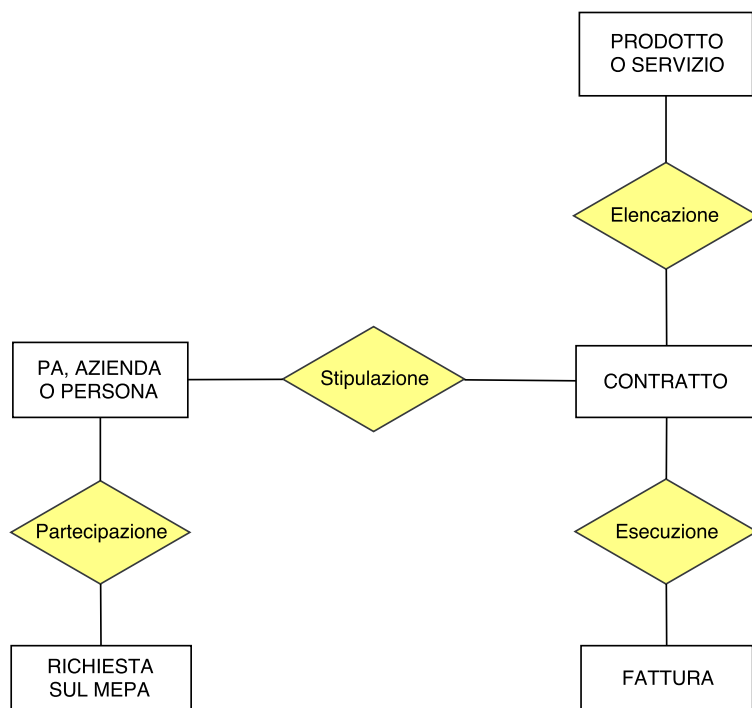 PRODOTTO
O SERVIZIO
Elencazione
PA, AZIENDA
O PERSONA
Stipulazione
CONTRATTO
Partecipazione
Esecuzione
RICHIESTA
SUL MEPA
FATTURA